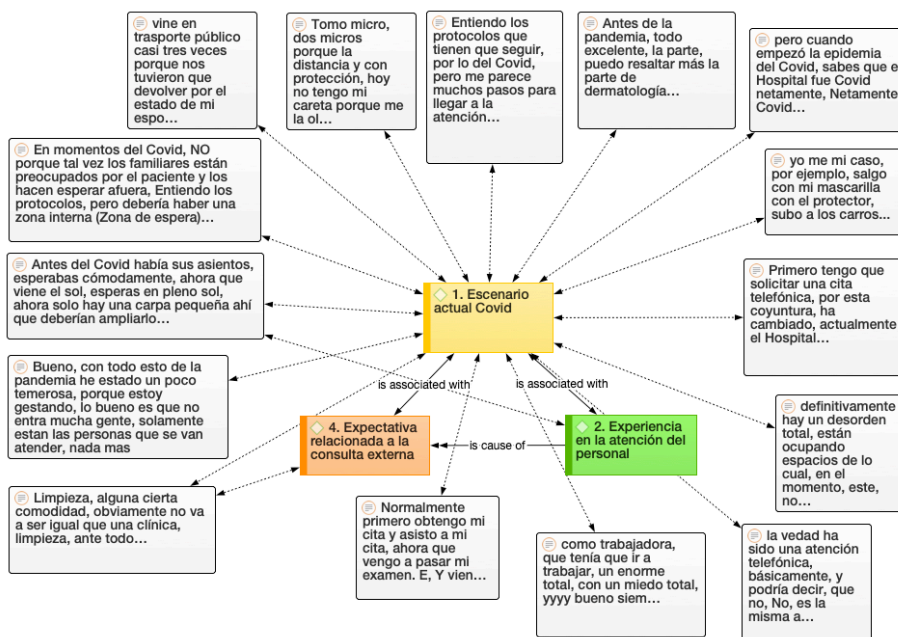 vine en
trasporte público
casi tres veces
porque nos
tuvieron que
devolver por el
estado de mi
espo...
Tomo micro,
dos micros
porque la
distancia y con
protección, hoy
no tengo mi
careta porque me
la ol...
Entiendo los
protocolos que
tienen que seguir,
por lo del Covid,
pero me parece
muchos pasos para
llegar a la
atención...
Antes de la
pandemia, todo
excelente, la parte,
puedo resaltar más la
parte de
dermatología...
pero cuando
empezó la epidemia
del Covid, sabes que e
Hospital fue Covid
netamente, Netamente
Covid...
En momentos del Covid, NO
porque tal vez los familiares están
preocupados por el paciente y los
hacen esperar afuera, Entiendo los
protocolos, pero debería haber una
zona interna (Zona de espera)...
yo me mi caso,
por ejemplo, salgo
con mi mascarilla
con el protector,
subo a los carros...
Antes del Covid había sus asientos,
esperabas cómodamente, ahora que
viene el sol, esperas en pleno sol,
ahora solo hay una carpa pequeña ahí
que deberían ampliarlo...
1. Escenario
actual Covid
Primero tengo que
solicitar una cita
telefónica, por esta
coyuntura, ha
cambiado, actualmente
el Hospital...
Bueno, con todo esto de la
pandemia he estado un poco
temerosa, porque estoy
gestando, lo bueno es que no
entra mucha gente, solamente
estan las personas que se van
atender, nada mas
is associated with
is associated with
4. Expectativa
relacionada a la
consulta externa
is cause of
2. Experiencia
en la atención del
personal
definitivamente
hay un desorden
total, están
ocupando
espacios de lo
cual, en el
momento, este,
no...
Limpieza, alguna cierta
comodidad, obviamente no va
a ser igual que una clínica,
limpieza, ante todo...
Normalmente
primero obtengo mi
cita y asisto a mi
cita, ahora que
vengo a pasar mi
examen. E, Y vien...
como trabajadora,
que tenía que ir a
trabajar, un enorme
total, con un miedo total,
yyyy bueno siem...
la vedad ha
sido una atención
telefónica,
básicamente, y
podría decir, que
no, No, es la
misma a...